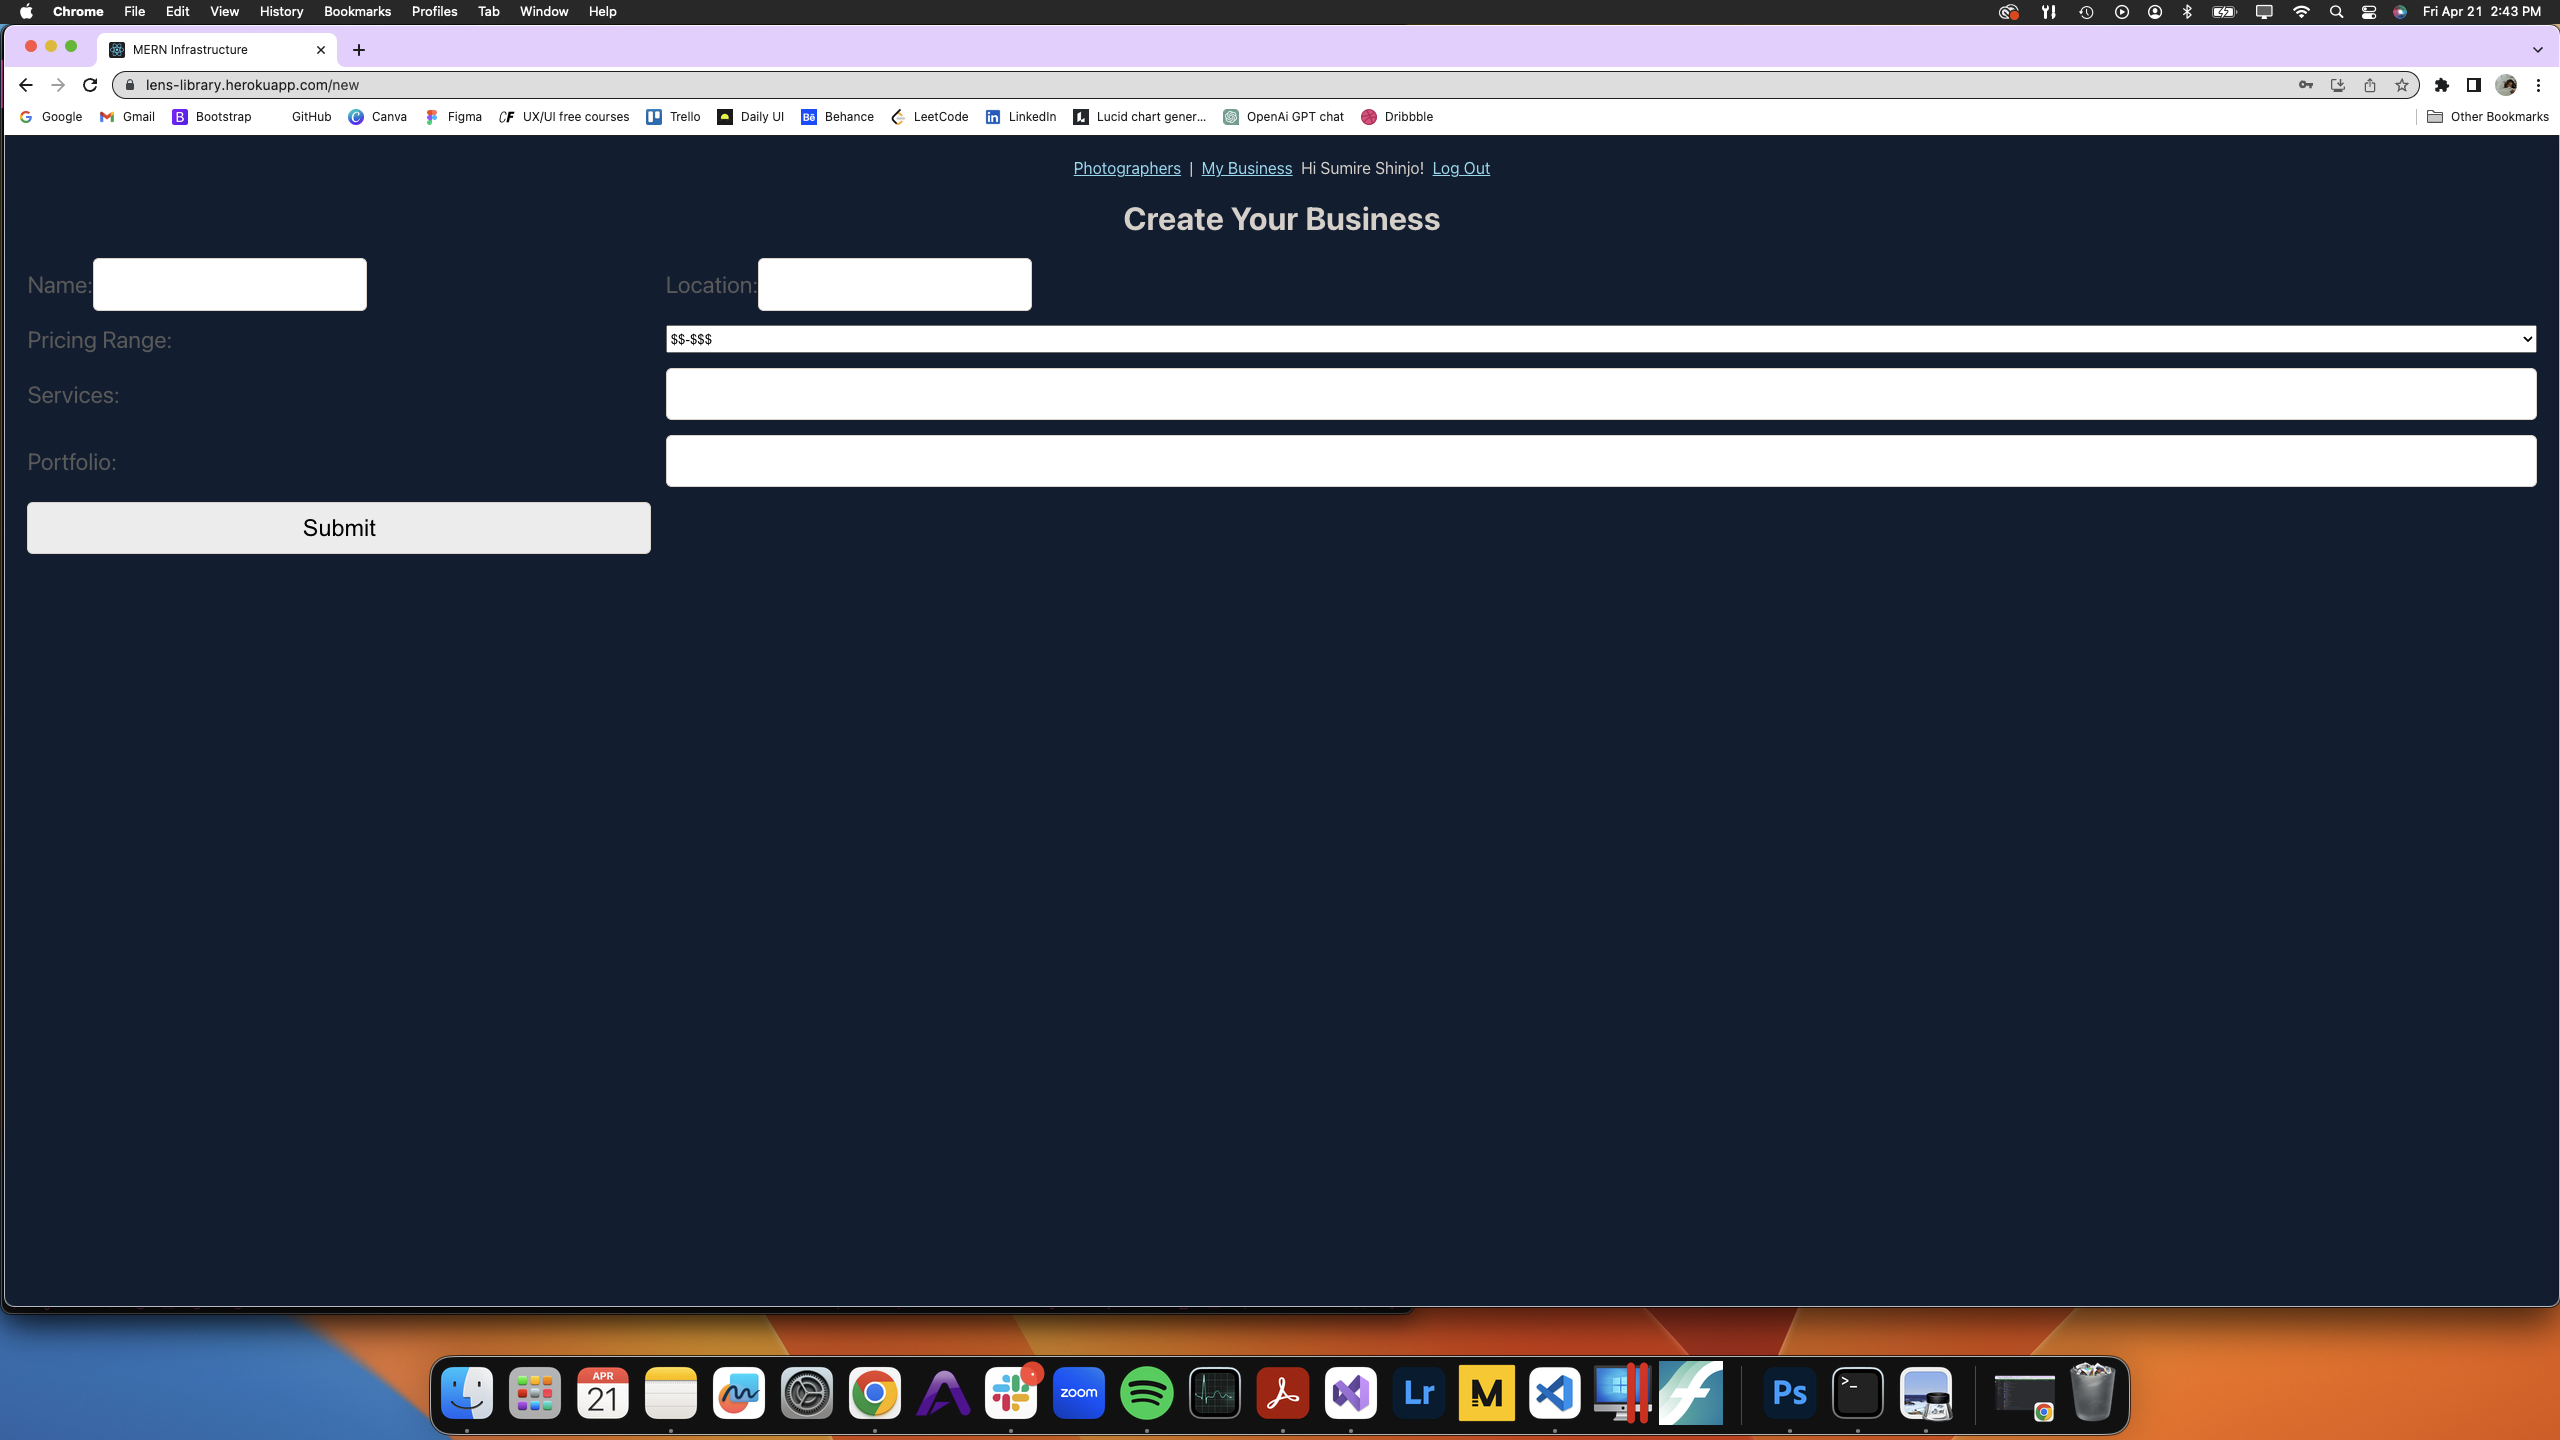 Chrome File Edit View History Bookmarks Profiles Tab Window Help Fri Apr 21 2:43 PM
MERN Infrastructure
lens-library.herokuapp.com/new
Google Gmail Bootstrap GitHub Canva Figma UX/UI free courses Trello Daily UI Behance LeetCode LinkedIn Lucid chart gener... OpenAi GPT chat Dribbble Other Bookmarks
Photographers | My Business Hi Sumire Shinjo! Log Out
Create Your Business
Name: Location:
Pricing Range: $$-$$$
Services:
Portfolio:
Submit
APR
21 zoom Lr M Ps >_